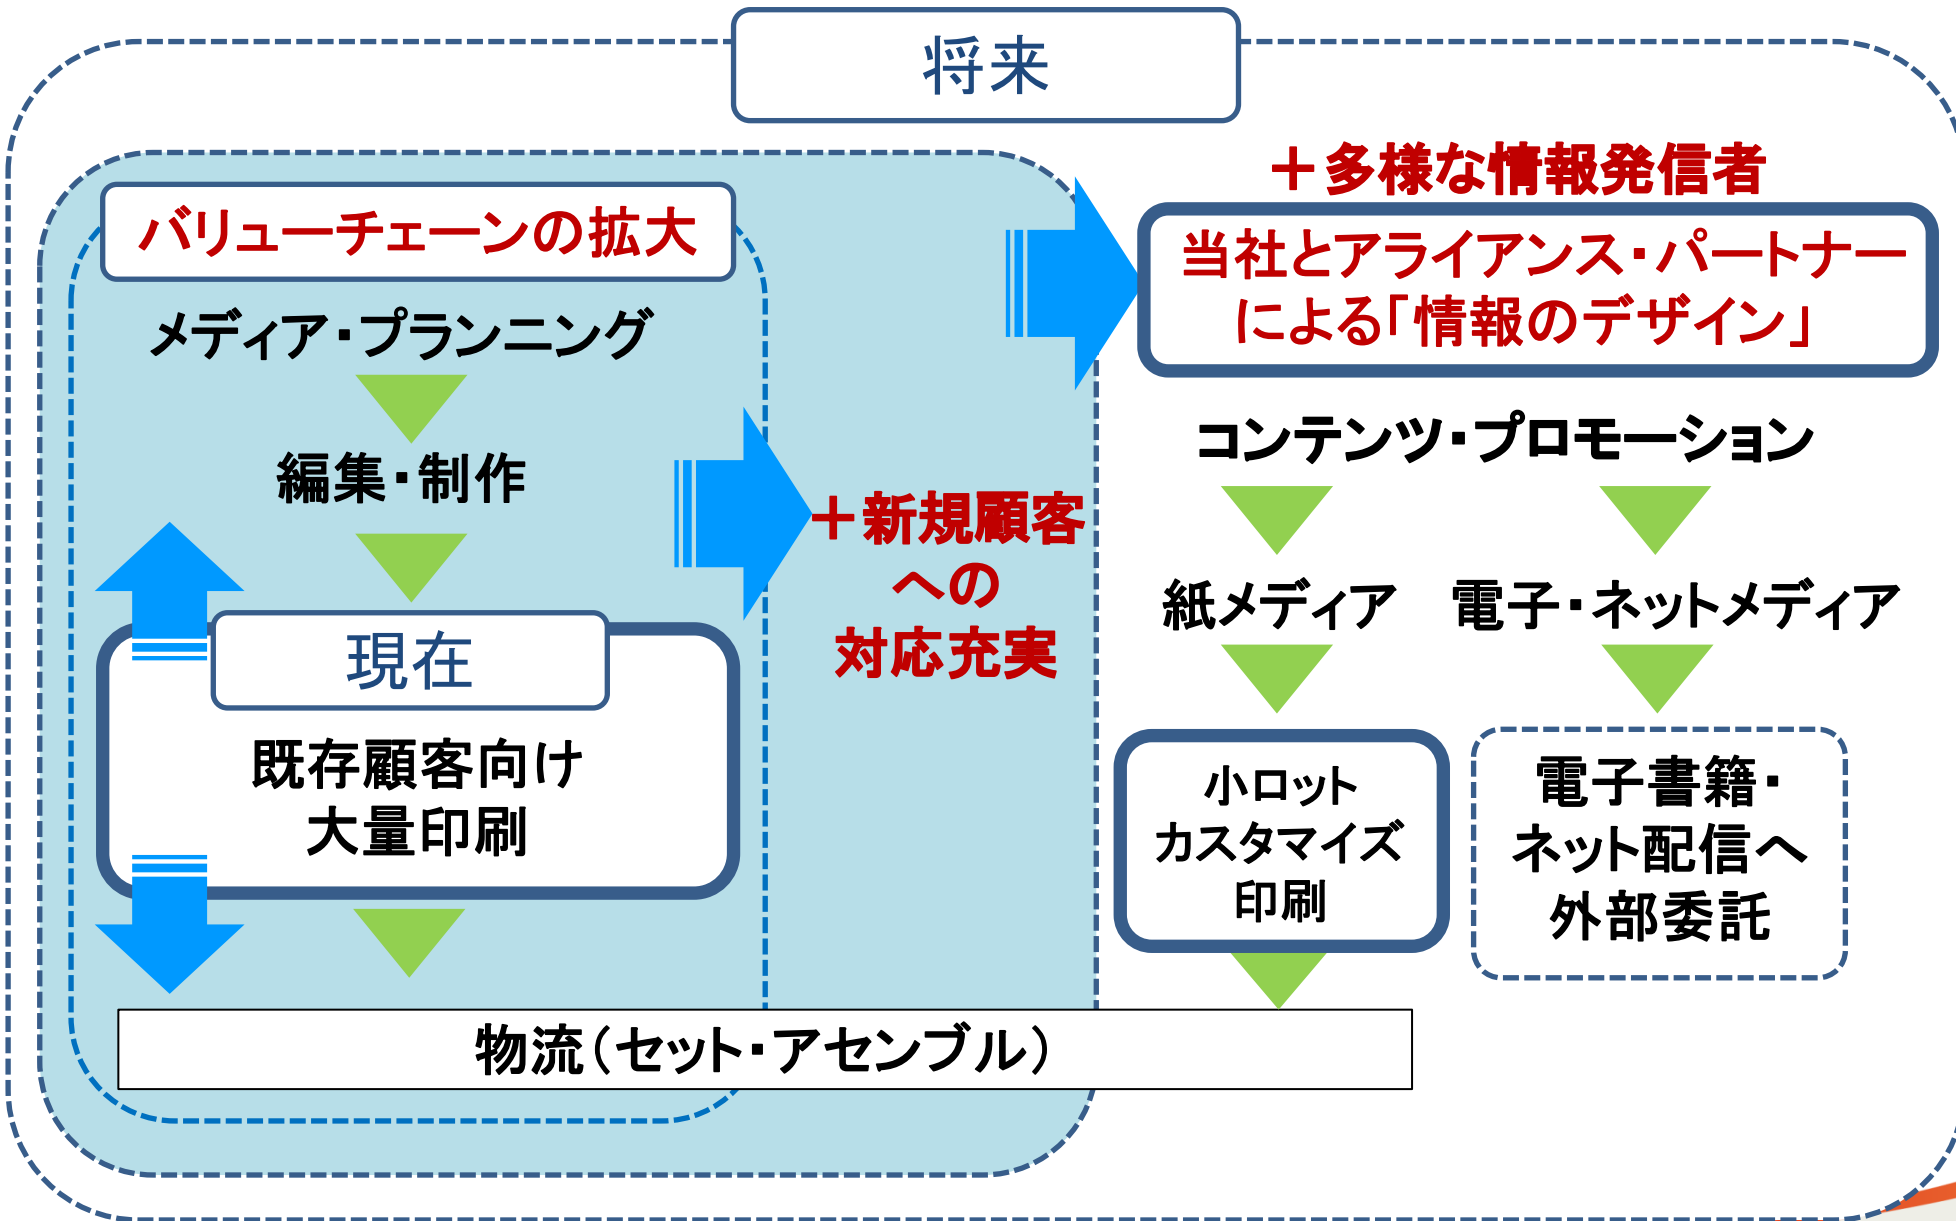 将来
バリューチェーンの拡大
メディア・プランニング
編集・制作
現在
既存顧客向け
大量印刷
＋新規顧客
への
対応充実
＋多様な情報発信者
当社とアライアンス・パートナー
による「情報のデザイン」
コンテンツ・プロモーション
紙メディア
電子・ネットメディア
小ロット
カスタマイズ
印刷
電子書籍・
ネット配信へ
外部委託
物流（セット・アセンブル）